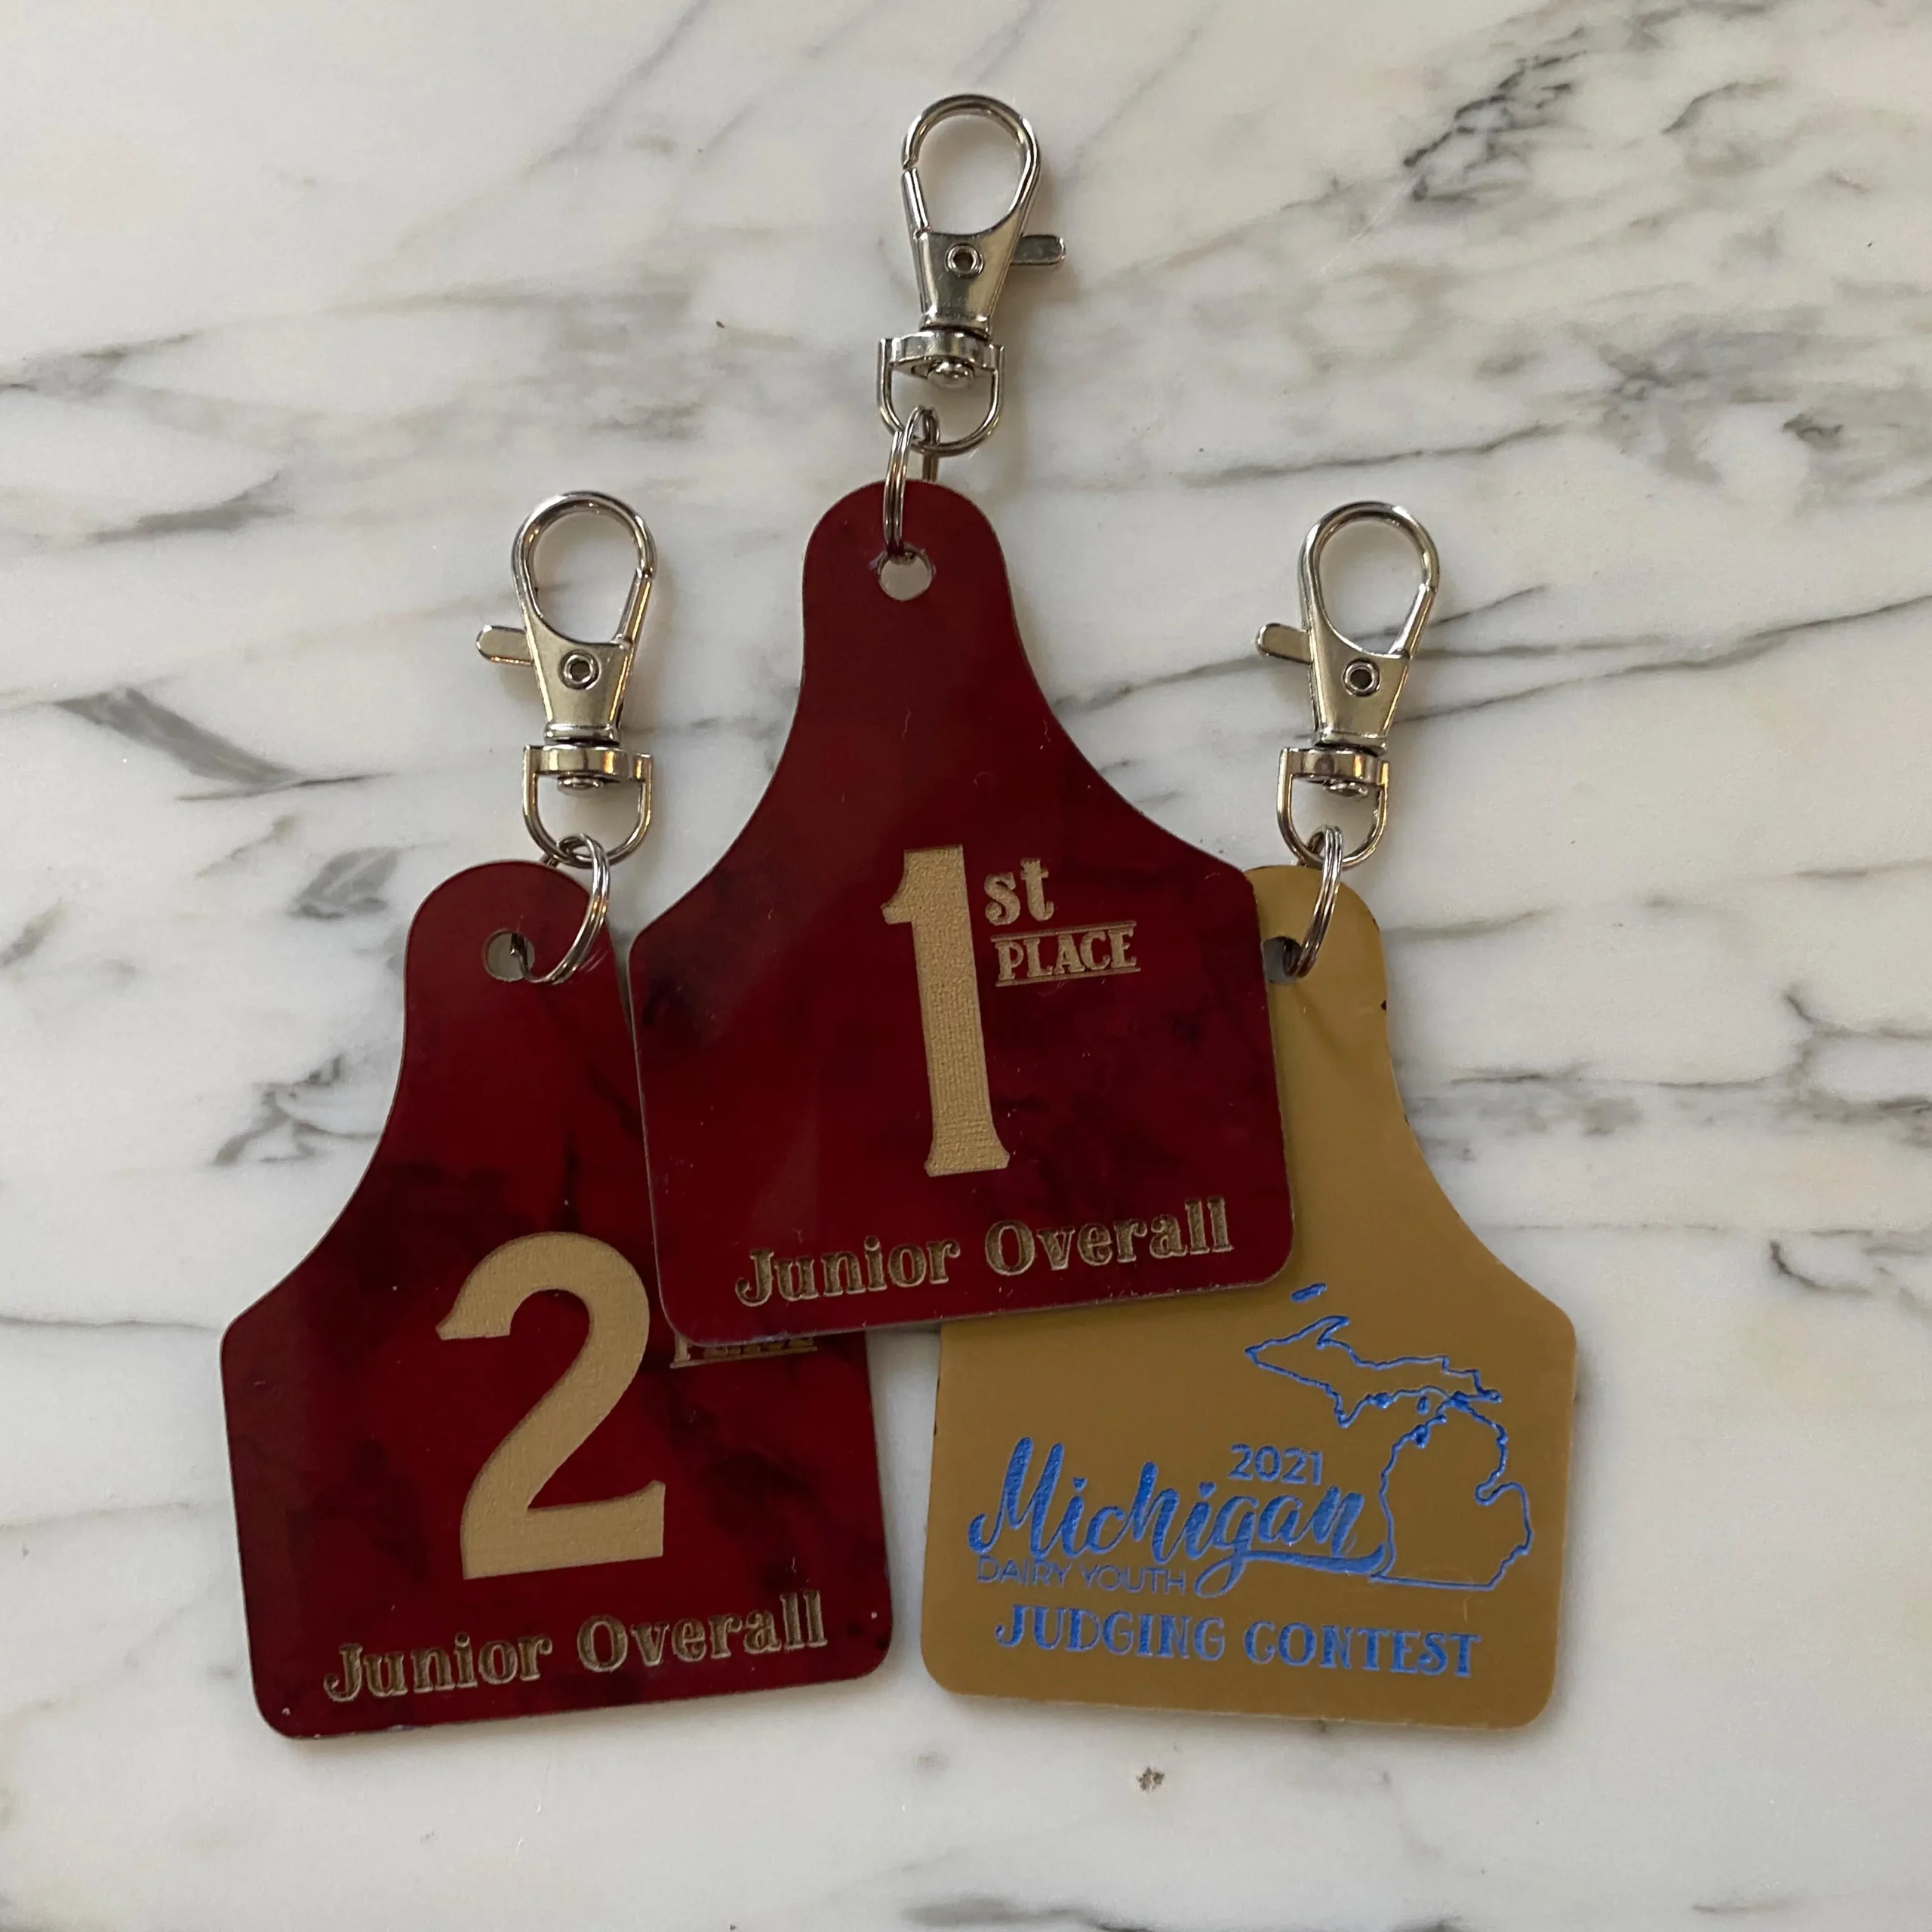 1st
PLACE
Junior Overall
2
Junior Overall
2021
Michigan
DAIRY YOUTH
JUDGING CONTEST